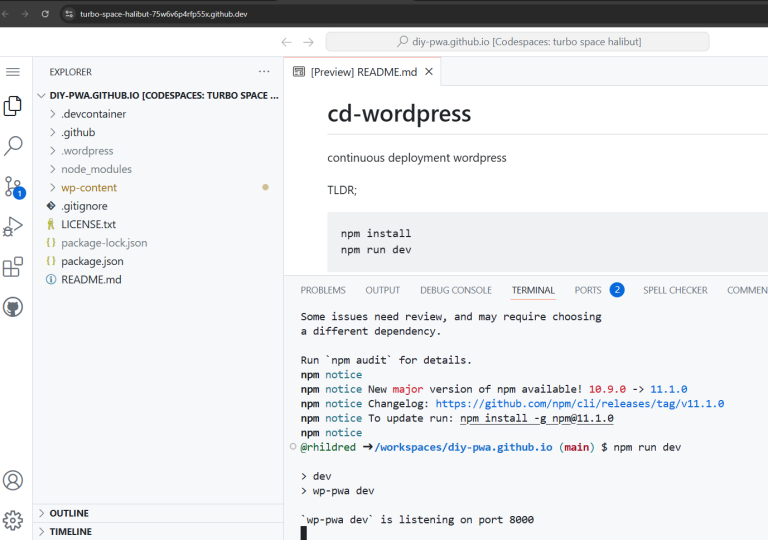 turbo-space-halibut-75w6v6p4rfp55x.github.dev
diy-pwa.github.io [Codespaces: turbo space halibut]
EXPLORER
DIY-PWA.GITHUB.IO [CODESPACES: TURBO SPACE ...
.devcontainer
.github
.wordpress
node_modules
wp-content
.gitignore
LICENSE.txt
package-lock.json
package.json
README.md
OUTLINE
TIMELINE
1
[Preview] README.md
cd-wordpress
continuous deployment wordpress
TLDR;
npm install
npm run dev
PROBLEMS OUTPUT DEBUG CONSOLE TERMINAL PORTS 2 SPELL CHECKER COMMEN
Some issues need review, and may require choosing
a different dependency.
Run `npm audit` for details.
npm notice
npm notice New major version of npm available! 10.9.0 -> 11.1.0
npm notice Changelog: https://github.com/npm/cli/releases/tag/v11.1.0
npm notice To update run: npm install -g npm@11.1.0
npm notice
@rhildred ➜/workspaces/diy-pwa.github.io (main) $ npm run dev
> dev
> wp-pwa dev
`wp-pwa dev` is listening on port 8000